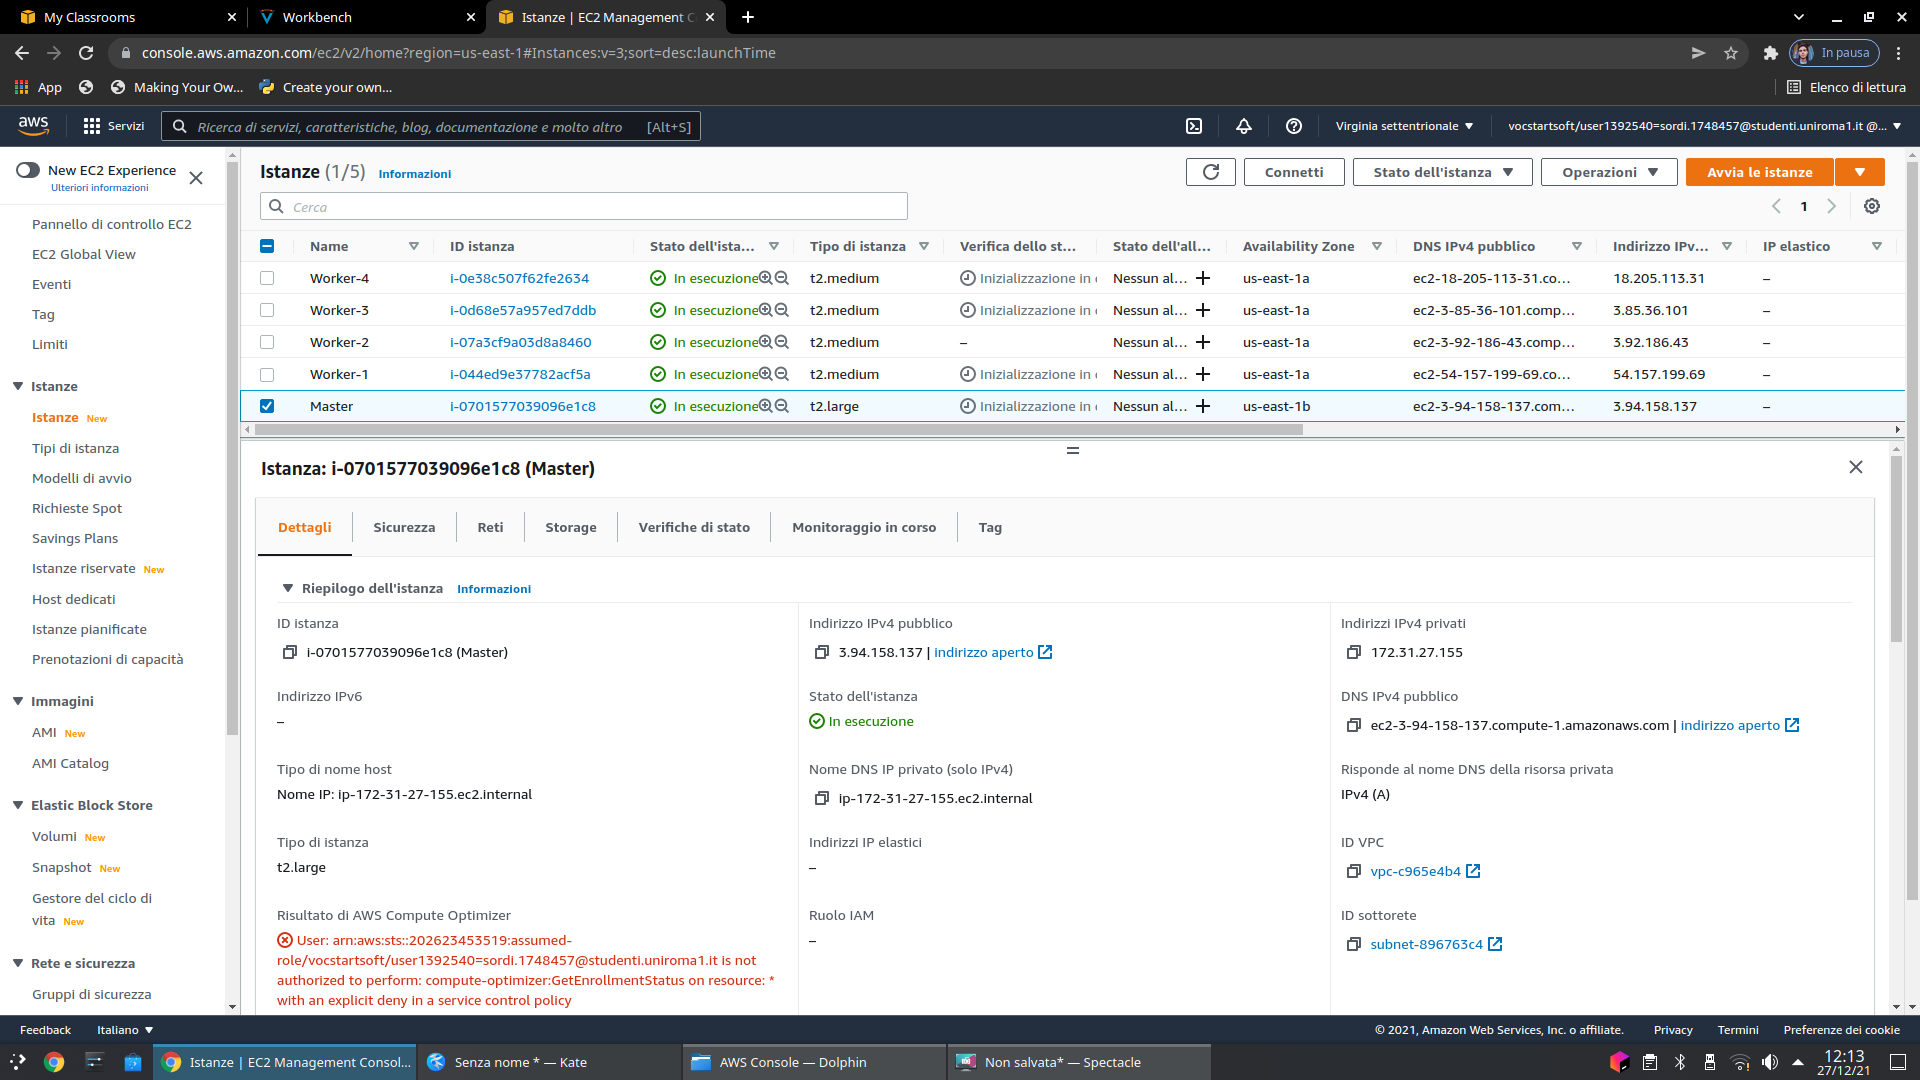 My Classrooms
Workbench
Istanze | EC2 Management C
console.aws.amazon.com/ec2/v2/home?region=us-east-1#Instances:v=3;sort=desc:launchTime
In pausa
App
Making Your Ow...
Create your own...
Elenco di lettura
aws
Servizi
Ricerca di servizi, caratteristiche, blog, documentazione e molto altro [Alt+S]
Virginia settentrionale
vocstartsoft/user1392540=sordi.1748457@studenti.uniroma1.it @...
New EC2 Experience
Ulteriori informazioni
Pannello di controllo EC2
EC2 Global View
Eventi
Tag
Limiti
Istanze
Istanze New
Tipi di istanza
Modelli di avvio
Richieste Spot
Savings Plans
Istanze riservate New
Host dedicati
Istanze pianificate
Prenotazioni di capacità
Immagini
AMI New
AMI Catalog
Elastic Block Store
Volumi New
Snapshot New
Gestore del ciclo di
vita New
Rete e sicurezza
Gruppi di sicurezza
Istanze (1/5) Informazioni
Connetti
Stato dell'istanza
Operazioni
Avvia le istanze
Cerca
1
Name ID istanza Stato dell'ista... Tipo di istanza Verifica dello st... Stato dell'all... Availability Zone DNS IPv4 pubblico Indirizzo IPv... IP elastico
Worker-4 i-0e38c507f62fe2634 In esecuzione t2.medium Inizializzazione in c Nessun al... us-east-1a ec2-18-205-113-31.co... 18.205.113.31 –
Worker-3 i-0d68e57a957ed7ddb In esecuzione t2.medium Inizializzazione in c Nessun al... us-east-1a ec2-3-85-36-101.comp... 3.85.36.101 –
Worker-2 i-07a3cf9a03d8a8460 In esecuzione t2.medium – Nessun al... us-east-1a ec2-3-92-186-43.comp... 3.92.186.43 –
Worker-1 i-044ed9e37782acf5a In esecuzione t2.medium Inizializzazione in c Nessun al... us-east-1a ec2-54-157-199-69.co... 54.157.199.69 –
Master i-0701577039096e1c8 In esecuzione t2.large Inizializzazione in c Nessun al... us-east-1b ec2-3-94-158-137.com... 3.94.158.137 –
Istanza: i-0701577039096e1c8 (Master)
Dettagli Sicurezza Reti Storage Verifiche di stato Monitoraggio in corso Tag
Riepilogo dell'istanza Informazioni
ID istanza
i-0701577039096e1c8 (Master)
Indirizzo IPv4 pubblico
3.94.158.137 | indirizzo aperto
Indirizzi IPv4 privati
172.31.27.155
Indirizzo IPv6
–
Stato dell'istanza
In esecuzione
DNS IPv4 pubblico
ec2-3-94-158-137.compute-1.amazonaws.com | indirizzo aperto
Tipo di nome host
Nome IP: ip-172-31-27-155.ec2.internal
Nome DNS IP privato (solo IPv4)
ip-172-31-27-155.ec2.internal
Risponde al nome DNS della risorsa privata
IPv4 (A)
Tipo di istanza
t2.large
Indirizzi IP elastici
–
ID VPC
vpc-c965e4b4
Risultato di AWS Compute Optimizer
User: arn:aws:sts::202623453519:assumed-
role/vocstartsoft/user1392540=sordi.1748457@studenti.uniroma1.it is not
authorized to perform: compute-optimizer:GetEnrollmentStatus on resource: *
with an explicit deny in a service control policy
Ruolo IAM
–
ID sottorete
subnet-896763c4
Feedback
Italiano
© 2021, Amazon Web Services, Inc. o affiliate.
Privacy
Termini
Preferenze dei cookie
Istanze | EC2 Management Consol...
Senza nome * — Kate
AWS Console — Dolphin
Non salvata* — Spectacle
12:13
27/12/21